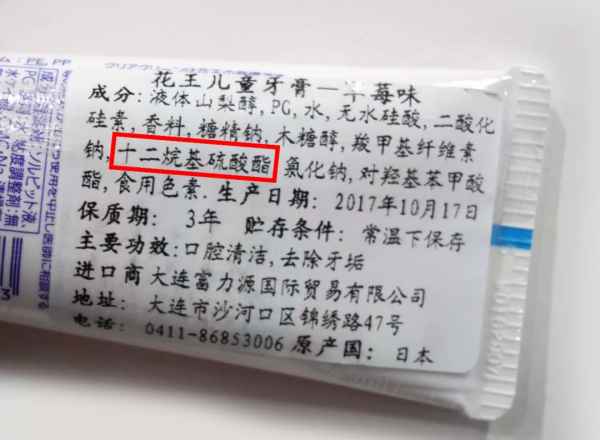 花王儿童牙膏—草莓味
成分: 液体山梨醇, PG, 水, 无水硅酸, 二酸化
硅素, 香料, 糖精钠, 木糖醇, 羧甲基纤维素
钠, 十二烷基硫酸酯 氯化钠, 对羟基苯甲酸
酯, 食用色素. 生产日期: 2017年10月17日
保质期: 3年 贮存条件: 常温下保存
主要功效: 口腔清洁, 去除牙垢
进口商 大连富力源国际贸易有限公司
地址: 大连市沙河口区锦绣路47号
电话: 0411-86853006 原产国: 日本